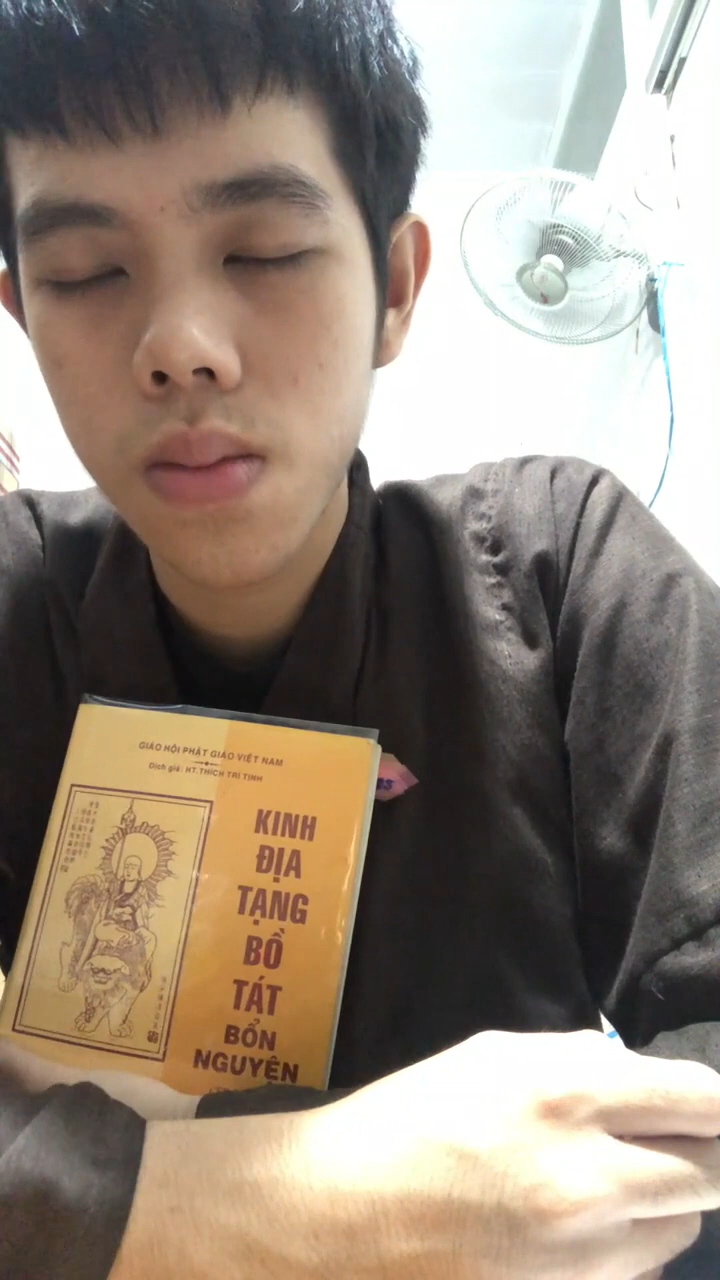 GIÁO HỘI PHẬT GIÁO VIỆT NAM
Dịch giả: HT. THÍCH TRÍ TỊNH
KINH
ĐỊA
TẠNG
BỒ
TÁT
BỔN
NGUYỆN